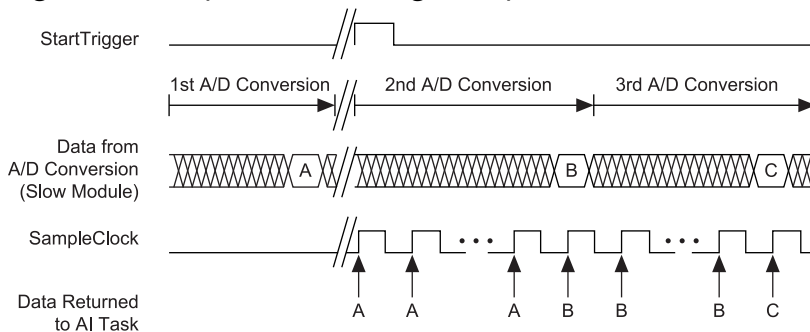 StartTrigger
1st A/D Conversion 2nd A/D Conversion 3rd A/D Conversion
Data from
A/D Conversion
(Slow Module)
A B C
SampleClock
Data Returned
to AI Task
A A A B B B C